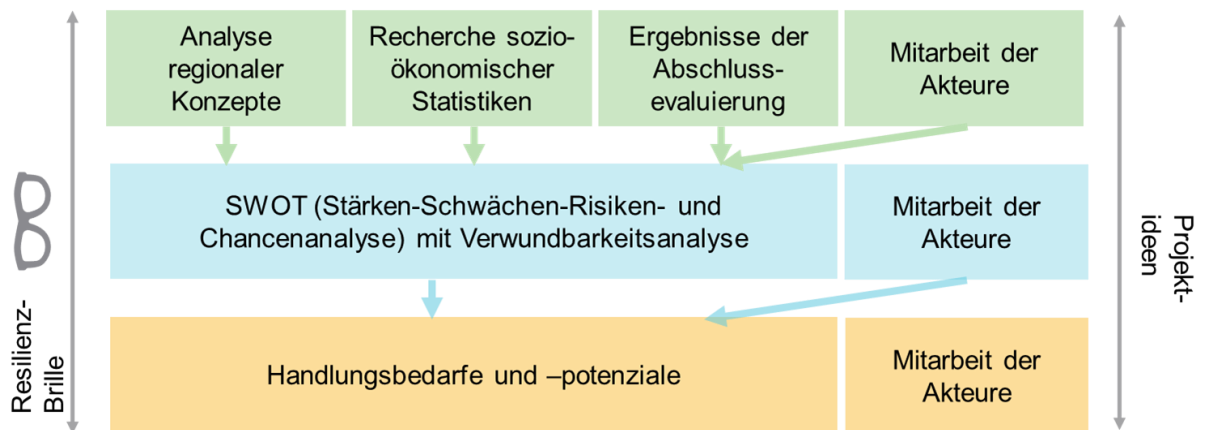 Analyse
regionaler
Konzepte
Recherche sozio-
ökonomischer
Statistiken
Ergebnisse der
Abschluss-
evaluierung
Mitarbeit der
Akteure
SWOT (Stärken-Schwächen-Risiken- und
Chancenanalyse) mit Verwundbarkeitsanalyse
Mitarbeit der
Akteure
Handlungsbedarfe und –potenziale
Mitarbeit der
Akteure
Resilienz-
Brille
Projekt-
ideen